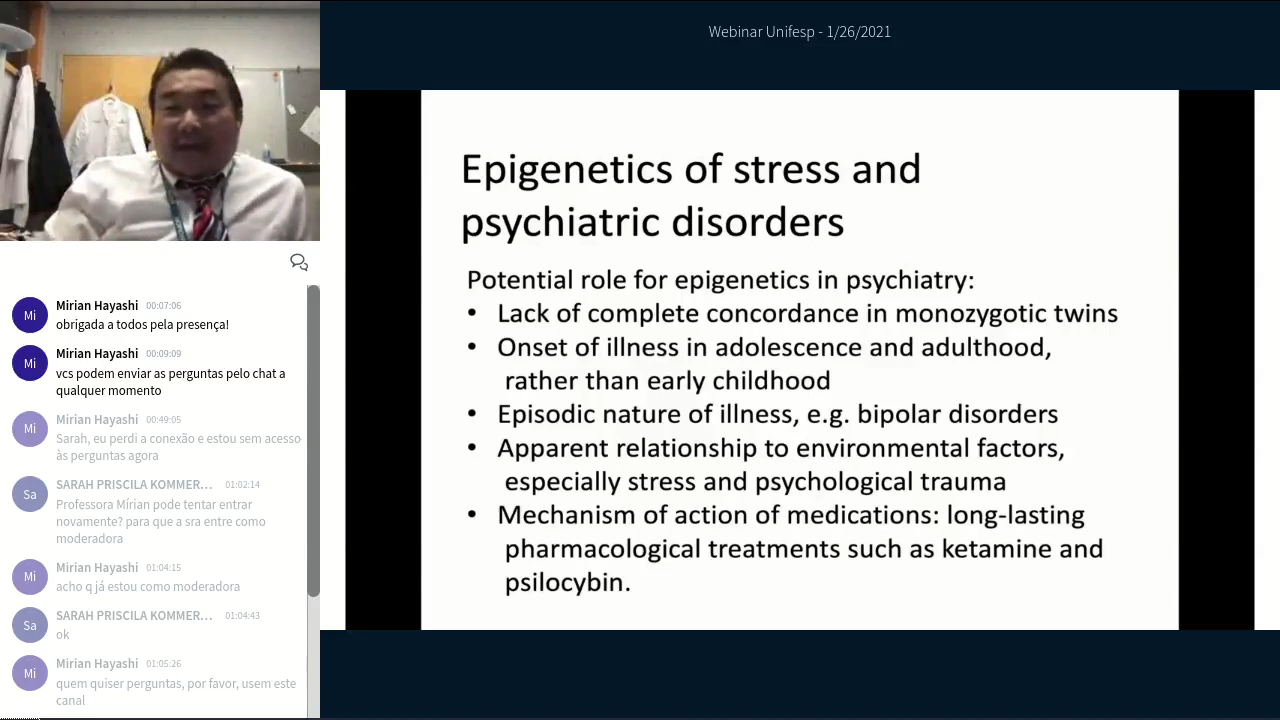 Webinar Unifesp - 1/26/2021
Epigenetics of stress and
psychiatric disorders
Potential role for epigenetics in psychiatry:
• Lack of complete concordance in monozygotic twins
• Onset of illness in adolescence and adulthood,
rather than early childhood
• Episodic nature of illness, e.g. bipolar disorders
• Apparent relationship to environmental factors,
especially stress and psychological trauma
• Mechanism of action of medications: long-lasting
pharmacological treatments such as ketamine and
psilocybin.
Mi
Mirian Hayashi 00:07:06
obrigada a todos pela presença!
Mi
Mirian Hayashi 00:09:09
vcs podem enviar as perguntas pelo chat a
qualquer momento
Mi
Mirian Hayashi 00:49:05
Sarah, eu perdi a conexão e estou sem acesso
às perguntas agora
Sa
SARAH PRISCILA KOMMER... 01:02:14
Professora Mírian pode tentar entrar
novamente? para que a sra entre como
moderadora
Mi
Mirian Hayashi 01:04:15
acho q já estou como moderadora
Sa
SARAH PRISCILA KOMMER... 01:04:43
ok
Mi
Mirian Hayashi 01:05:26
quem quiser perguntas, por favor, usem este
canal